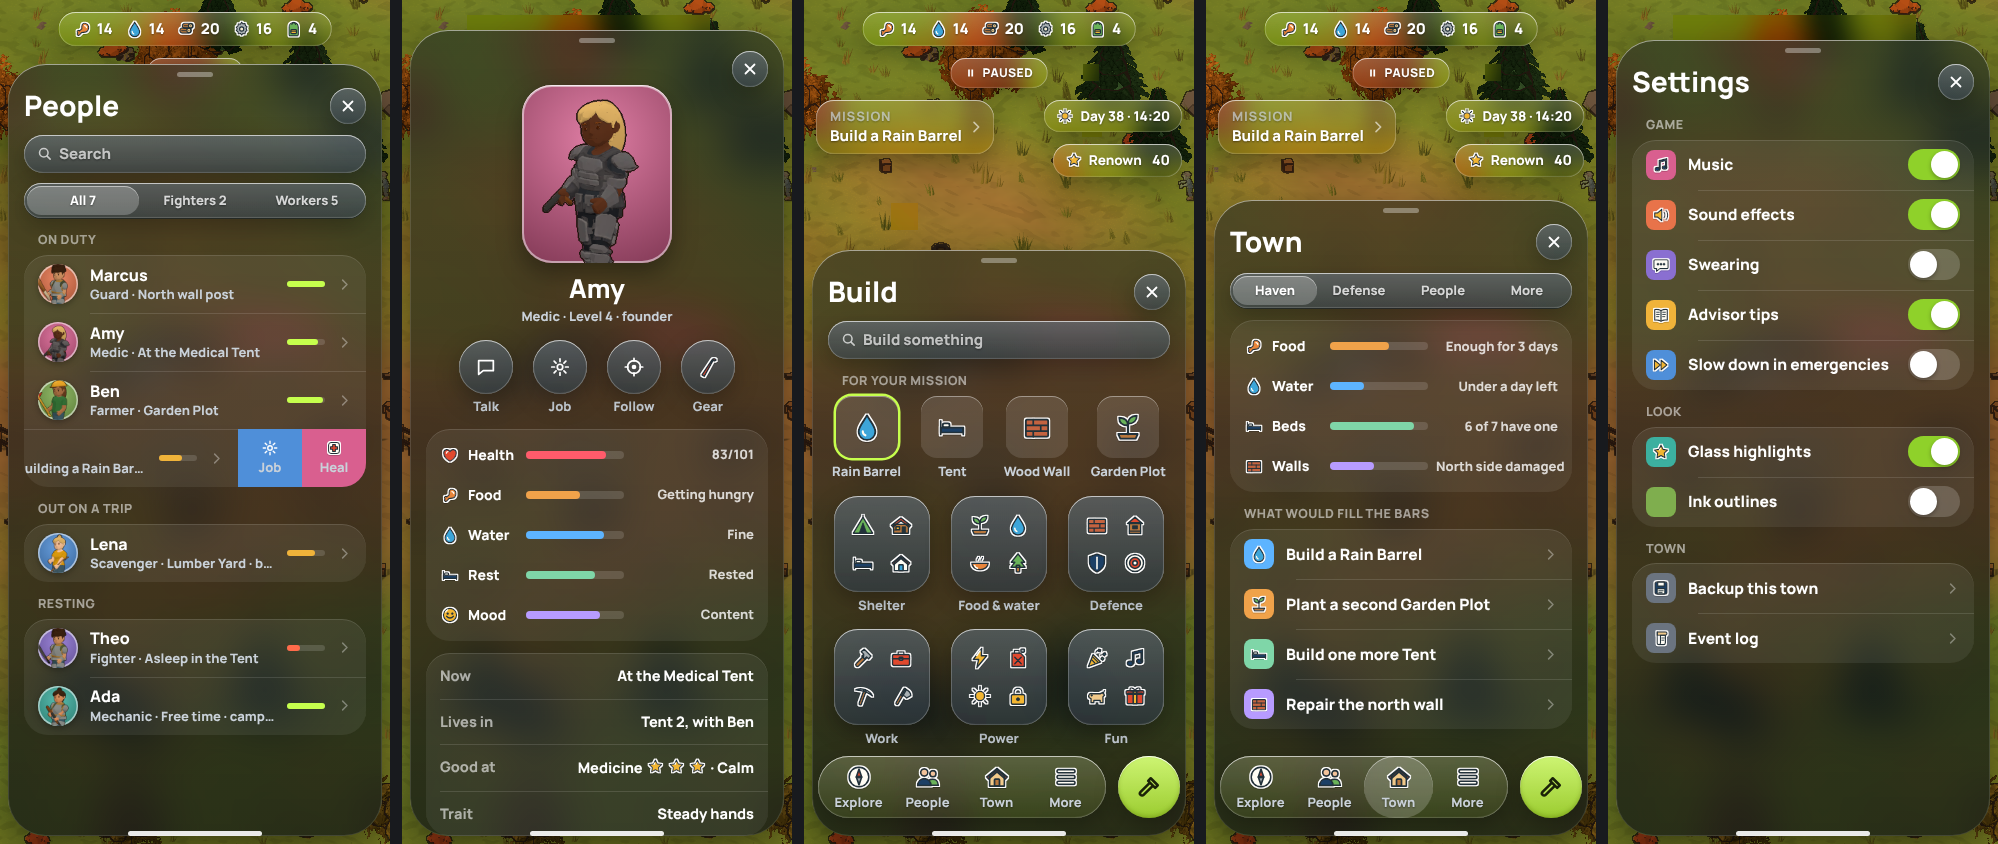 14 14 20 16 4
People
Search
All 7 Fighters 2 Workers 5
ON DUTY
Marcus
Guard · North wall post
Amy
Medic · At the Medical Tent
Ben
Farmer · Garden Plot
uilding a Rain Bar...
Job Heal
OUT ON A TRIP
Lena
Scavenger · Lumber Yard · b...
RESTING
Theo
Fighter · Asleep in the Tent
Ada
Mechanic · Free time · camp...
Amy
Medic · Level 4 · founder
Talk Job Follow Gear
Health 83/101
Food Getting hungry
Water Fine
Rest Rested
Mood Content
Now At the Medical Tent
Lives in Tent 2, with Ben
Good at Medicine · Calm
Trait Steady hands
14 14 20 16 4
PAUSED
MISSION
Build a Rain Barrel
Day 38 · 14:20
Renown 40
Build
Build something
FOR YOUR MISSION
Rain Barrel Tent Wood Wall Garden Plot
Shelter Food & water Defence
Work Power Fun
Explore People Town More
14 14 20 16 4
PAUSED
MISSION
Build a Rain Barrel
Day 38 · 14:20
Renown 40
Town
Haven Defense People More
Food Enough for 3 days
Water Under a day left
Beds 6 of 7 have one
Walls North side damaged
WHAT WOULD FILL THE BARS
Build a Rain Barrel
Plant a second Garden Plot
Build one more Tent
Repair the north wall
Explore People Town More
Settings
GAME
Music
Sound effects
Swearing
Advisor tips
Slow down in emergencies
LOOK
Glass highlights
Ink outlines
TOWN
Backup this town
Event log